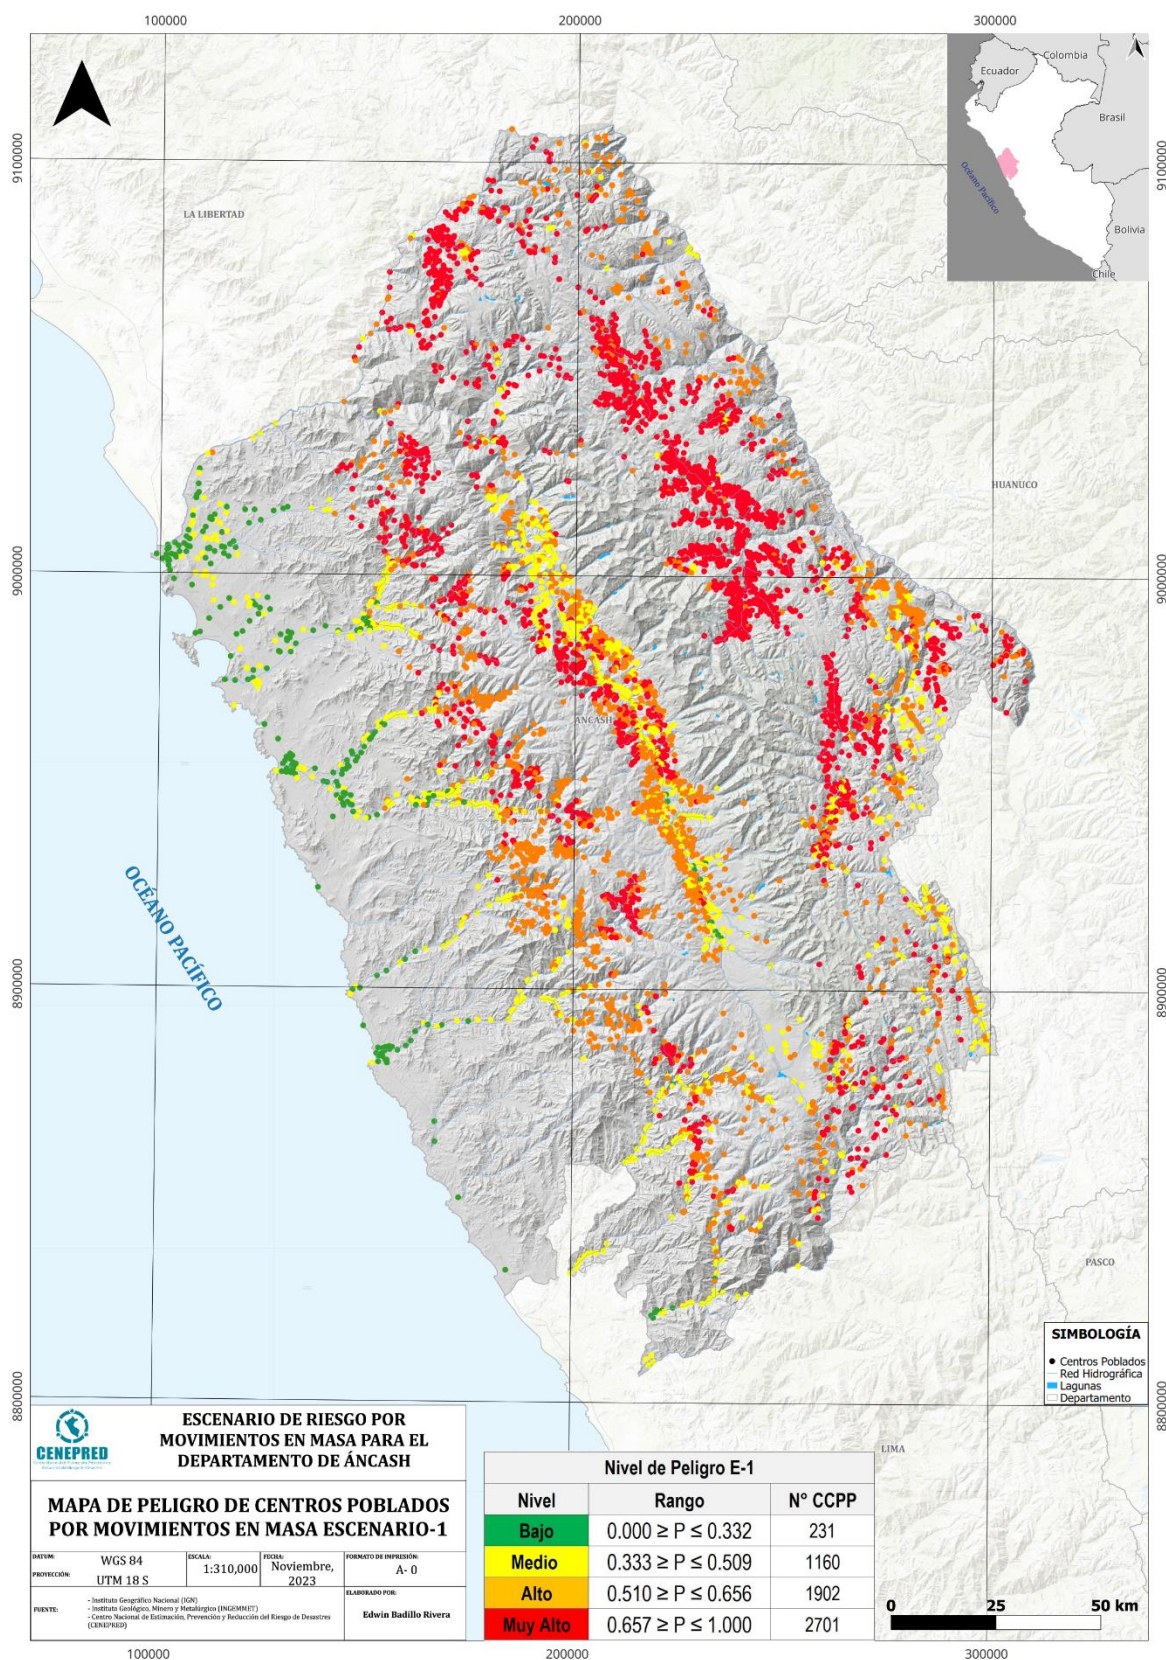 100000
200000
300000
Colombia
Ecuador
Brasil
Océano Pacífico
Bolivia
Chile
9100000
9100000
LA LIBERTAD
HUANUCO
9000000
9000000
ANCASH
OCÉANO PACÍFICO
8900000
8900000
PASCO
SIMBOLOGÍA
Centros Poblados
Red Hidrográfica
Lagunas
Departamento
8800000
8800000
LIMA
CENEPRED
ESCENARIO DE RIESGO POR
MOVIMIENTOS EN MASA PARA EL
DEPARTAMENTO DE ÁNCASH
MAPA DE PELIGRO DE CENTROS POBLADOS
POR MOVIMIENTOS EN MASA ESCENARIO-1
DATUM: WGS 84
PROYECCIÓN: UTM 18 S
ESCALA: 1:310,000
FECHA: Noviembre,
2023
FORMATO DE IMPRESIÓN:
A- 0
FUENTE:
- Instituto Geográfico Nacional (IGN)
- Instituto Geológico, Minero y Metalúrgico (INGEMMET)
- Centro Nacional de Estimación, Prevención y Reducción del Riesgo de Desastres
(CENEPRED)
ELABORADO POR:
Edwin Badillo Rivera
Nivel de Peligro E-1
Nivel Rango N° CCPP
Bajo 0.000 ≥ P ≤ 0.332 231
Medio 0.333 ≥ P ≤ 0.509 1160
Alto 0.510 ≥ P ≤ 0.656 1902
Muy Alto 0.657 ≥ P ≤ 1.000 2701
0 25 50 km
100000
200000
300000